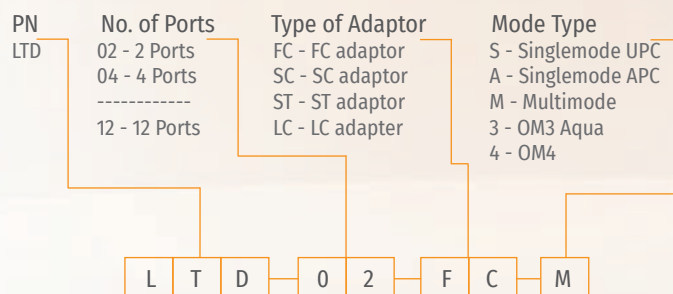 PN
LTD
No. of Ports
02 - 2 Ports
04 - 4 Ports
------------
12 - 12 Ports
Type of Adaptor
FC - FC adaptor
SC - SC adaptor
ST - ST adaptor
LC - LC adapter
Mode Type
S - Singlemode UPC
A - Singlemode APC
M - Multimode
3 - OM3 Aqua
4 - OM4
L T D - 0 2 - F C - M